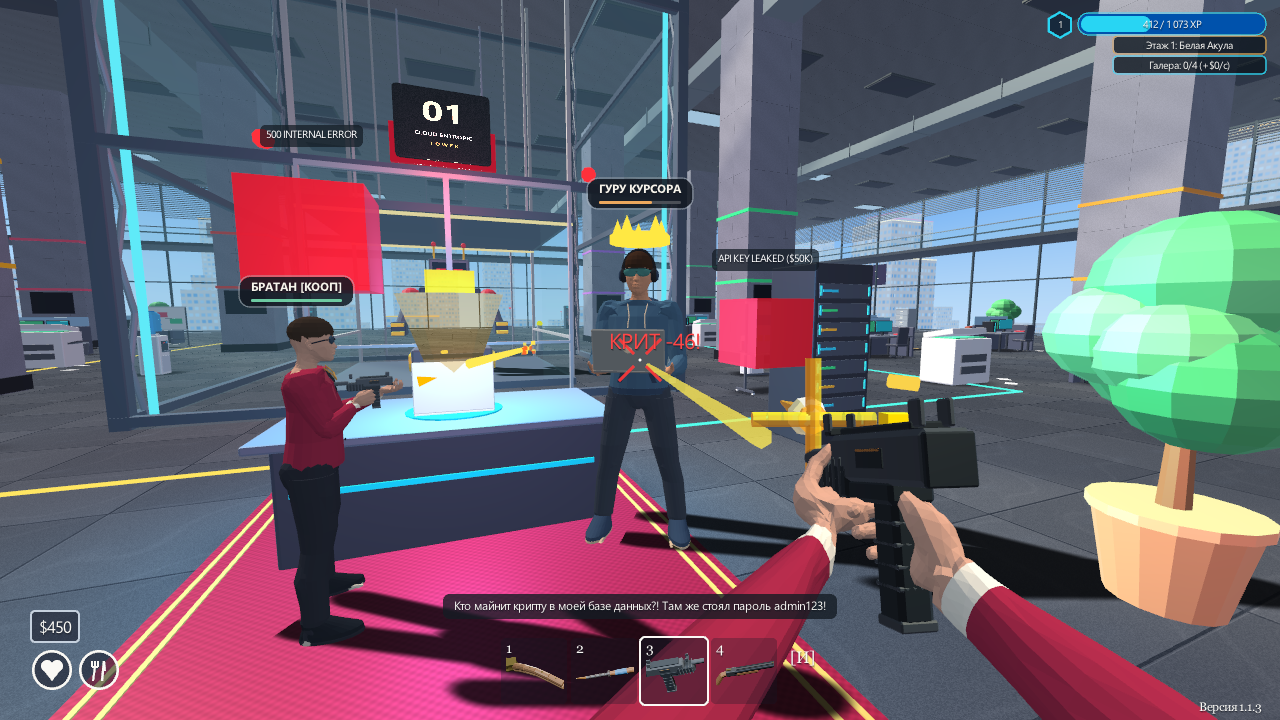 1
412 / 1 073 XP
Этаж 1: Белая Акула
Галера: 0/4 (+$0/с)
01
CLOUD ENTROPIC
TOWER
500 INTERNAL ERROR
ГУРУ КУРСОРА
API KEY LEAKED ($50K)
БРАТАН [КООП]
КРИТ -46!
Кто майнит крипту в моей базе данных?! Там же стоял пароль admin123!
$450
1
2
3
4
[И]
Версия 1.1.3